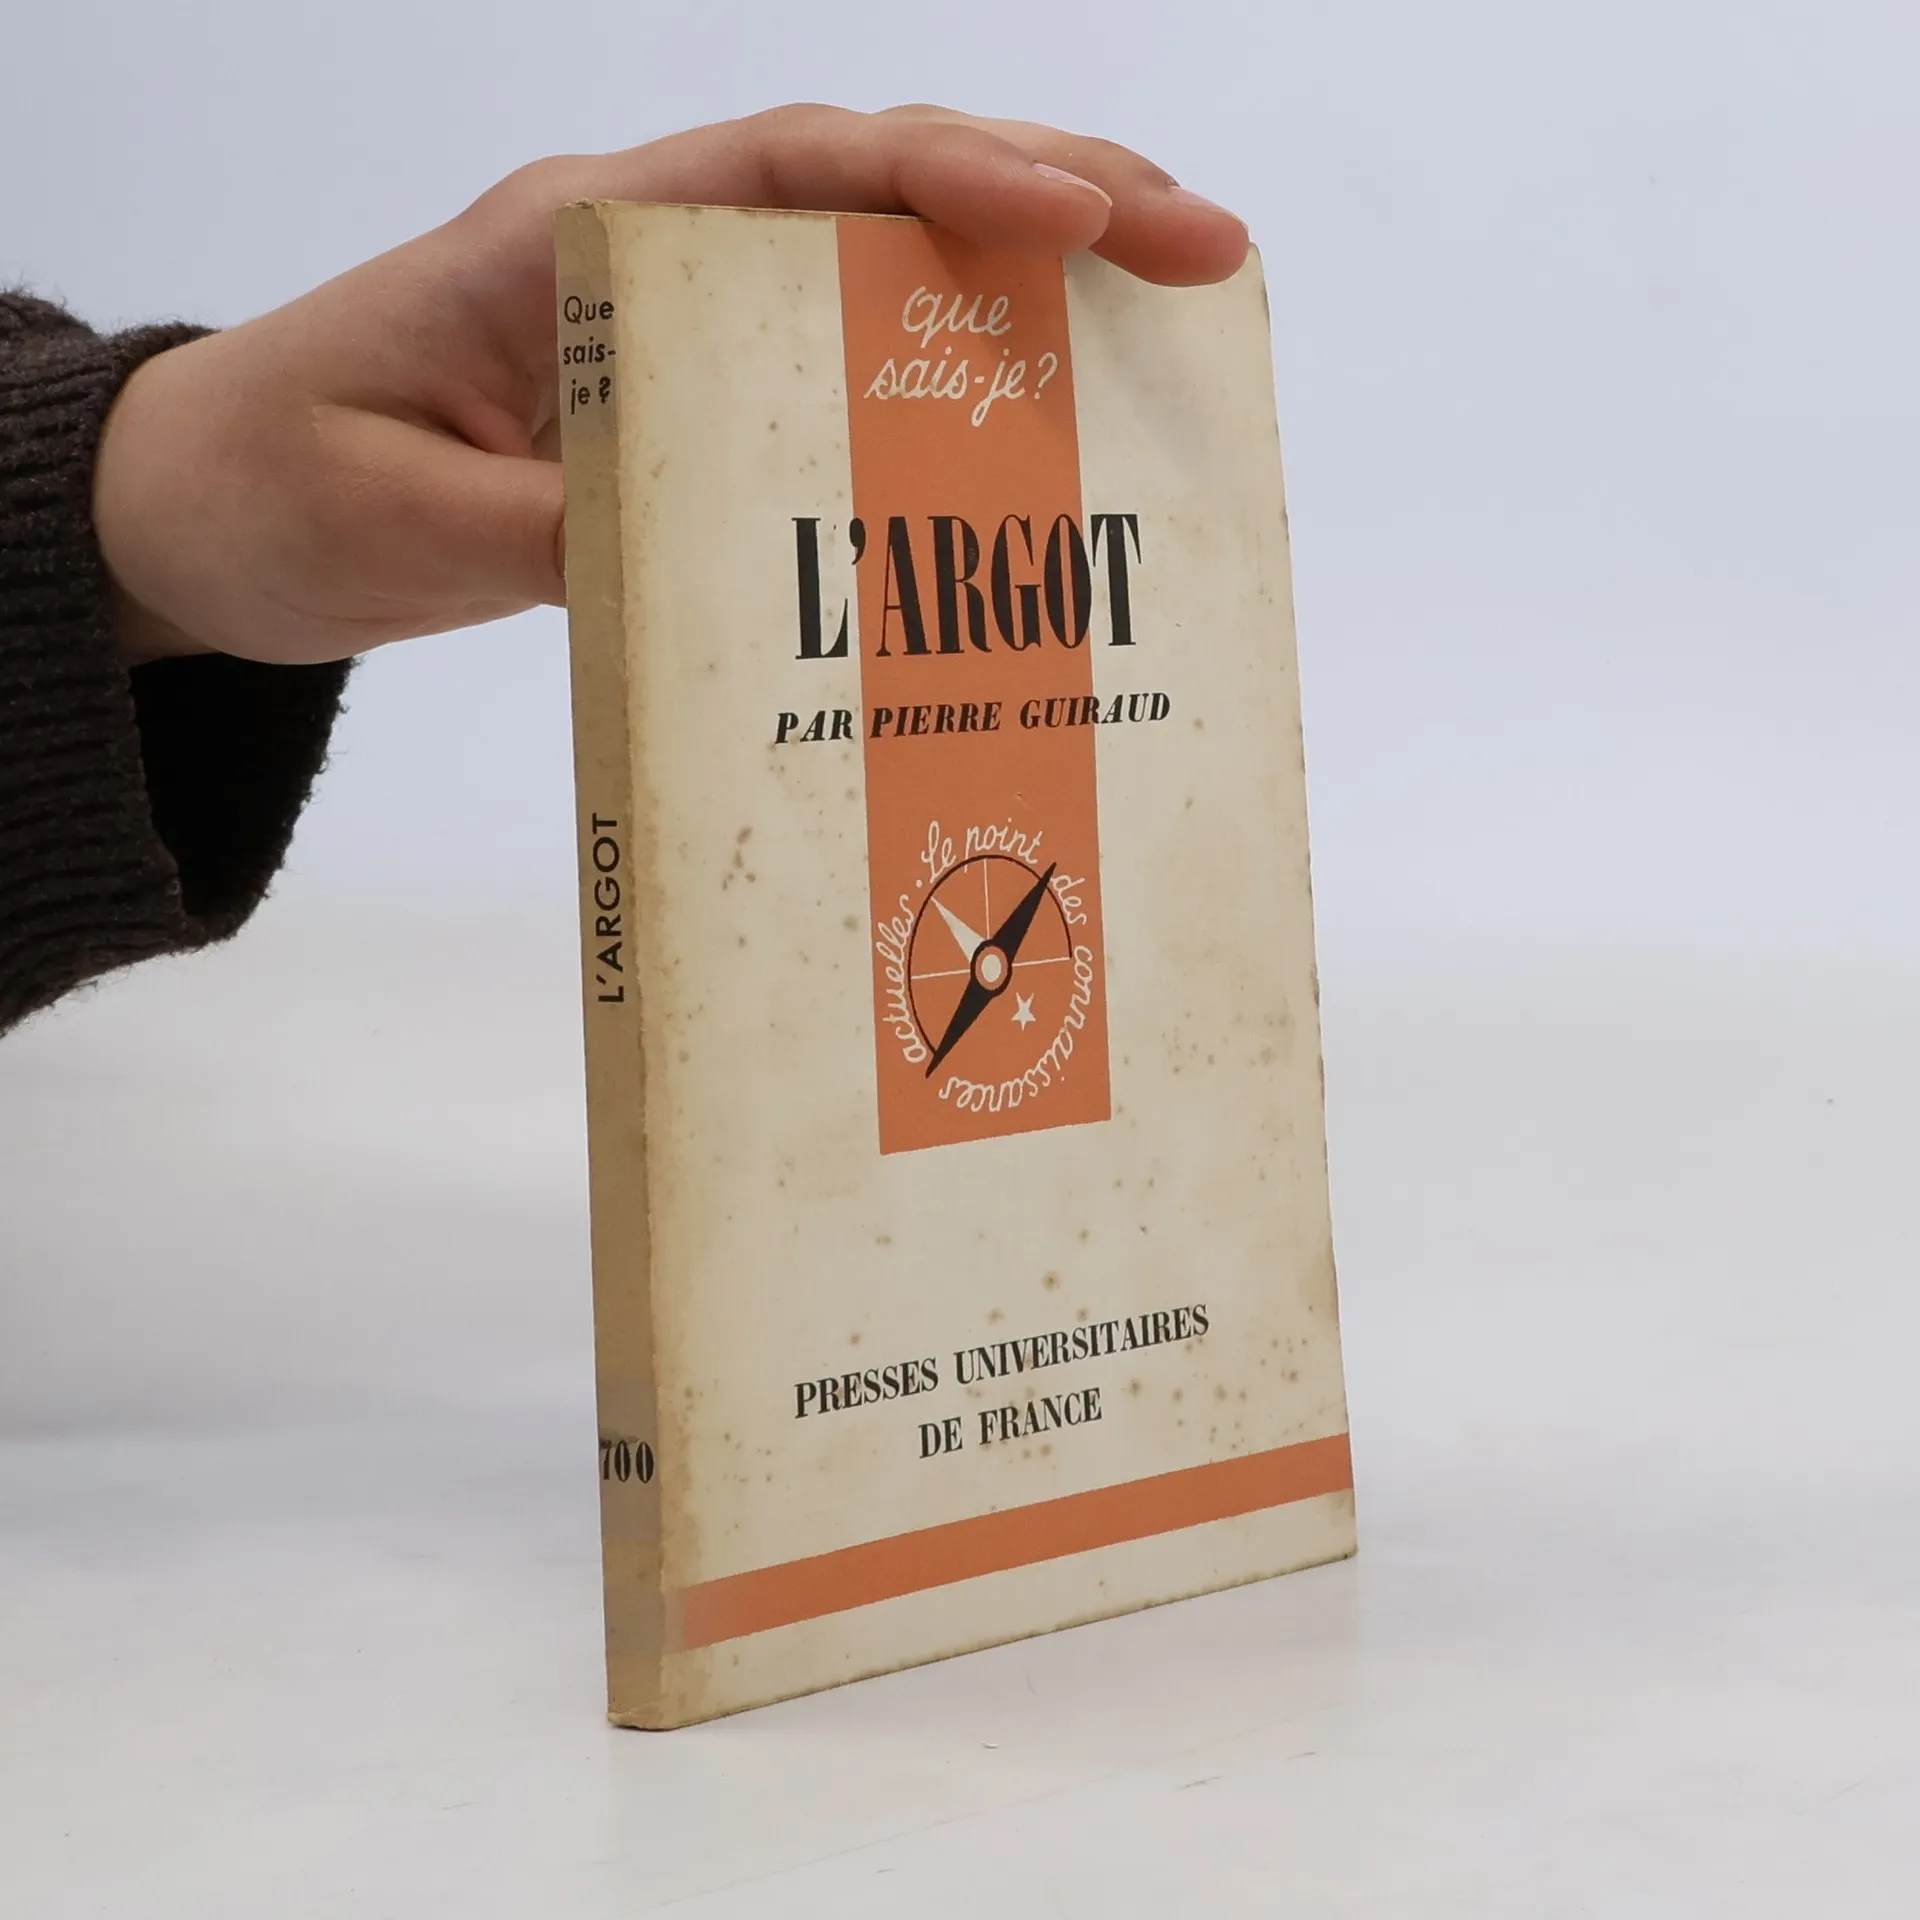 Que
sais-
je ?
L'ARGOT
700
que
sais-je?
L'ARGOT
PAR PIERRE GUIRAUD
Le point des connaissances actuelles.
PRESSES UNIVERSITAIRES
DE FRANCE